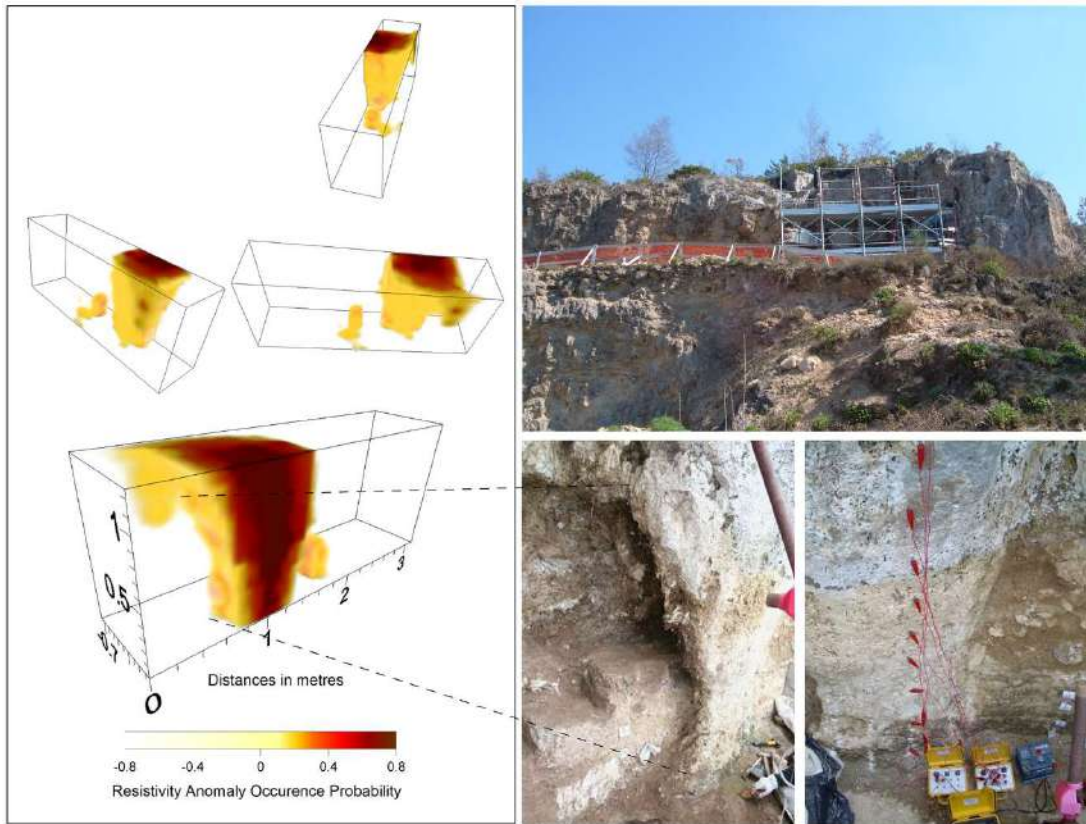 1
0.5
-0.7
0
1
2
3
Distances in metres
-0.8 -0.4 0 0.4 0.8
Resistivity Anomaly Occurence Probability